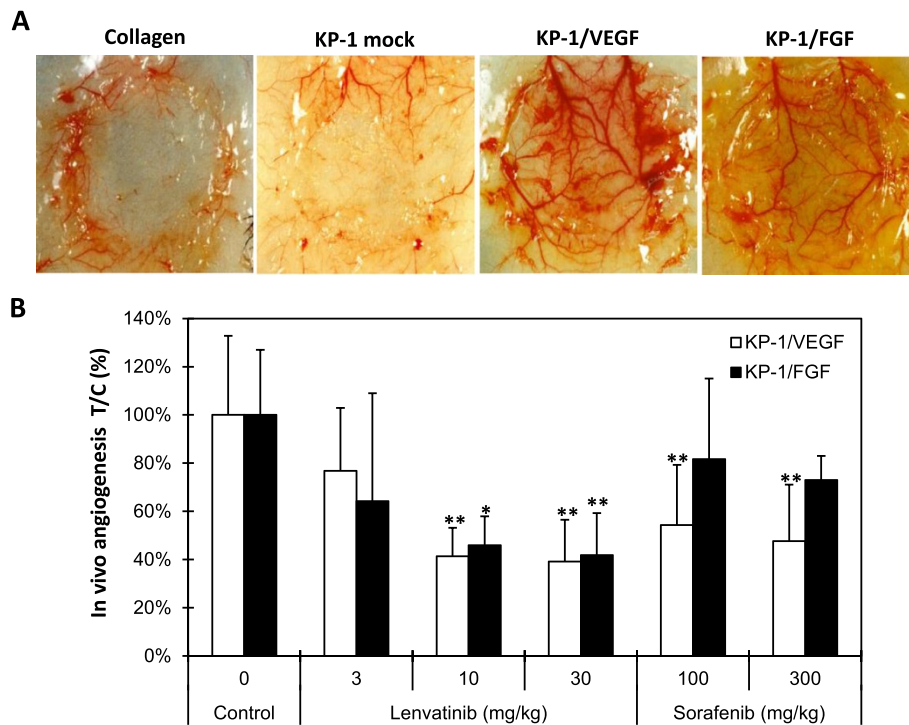 A
Collagen KP-1 mock KP-1/VEGF KP-1/FGF
B
In vivo angiogenesis T/C (%)
140%
120%
100%
80%
60%
40%
20%
0%
KP-1/VEGF
KP-1/FGF
** * ** ** ** **
0 3 10 30 100 300
Control Lenvatinib (mg/kg) Sorafenib (mg/kg)